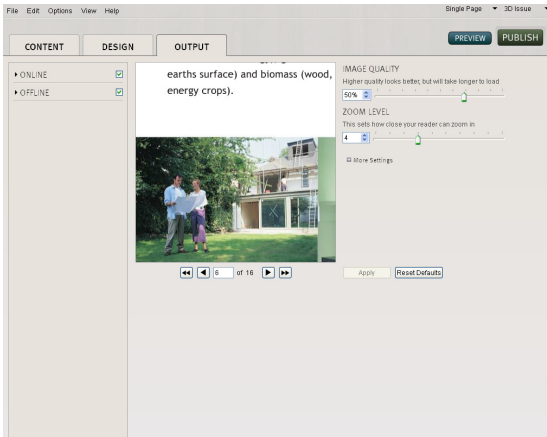 File Edit Options View Help
Single Page 3D Issue
CONTENT DESIGN OUTPUT
PREVIEW PUBLISH
ONLINE
OFFLINE
earths surface) and biomass (wood,
energy crops).
IMAGE QUALITY
Higher quality looks better, but will take longer to load
50%
ZOOM LEVEL
This sets how close your reader can zoom in
4
More Settings
6 of 16
Apply Reset Defaults